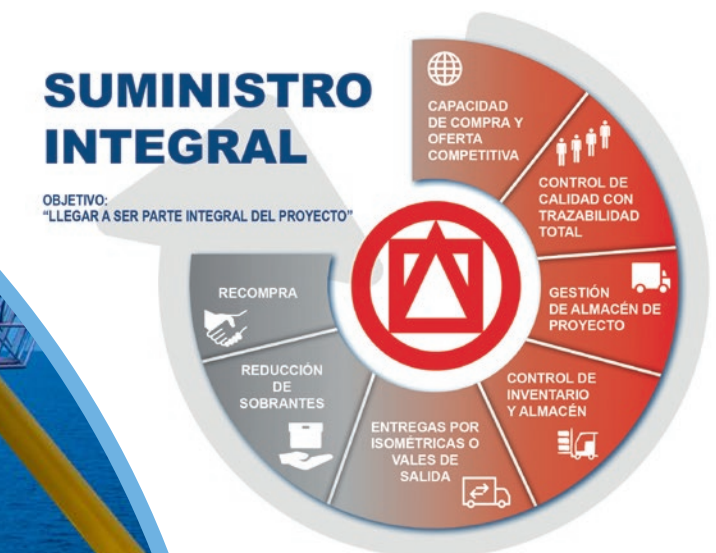 SUMINISTRO
INTEGRAL
OBJETIVO:
“LLEGAR A SER PARTE INTEGRAL DEL PROYECTO”
CAPACIDAD
DE COMPRA Y
OFERTA
COMPETITIVA
CONTROL DE
CALIDAD CON
TRAZABILIDAD
TOTAL
GESTIÓN
DE ALMACÉN DE
PROYECTO
CONTROL DE
INVENTARIO
Y ALMACÉN
ENTREGAS POR
ISOMÉTRICAS O
VALES DE
SALIDA
REDUCCIÓN
DE
SOBRANTES
RECOMPRA